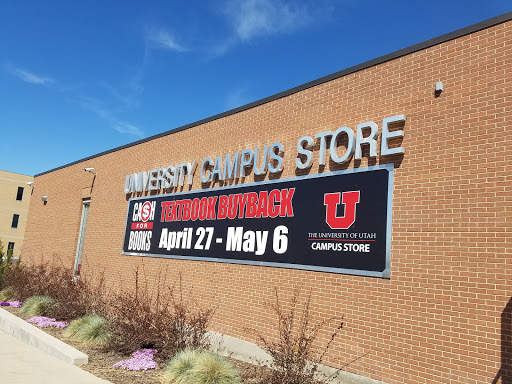 UNIVERSITY CAMPUS STORE
CA$H
FOR
BOOKS
TEXTBOOK BUYBACK
April 27 - May 6
U
THE UNIVERSITY OF UTAH
CAMPUS STORE